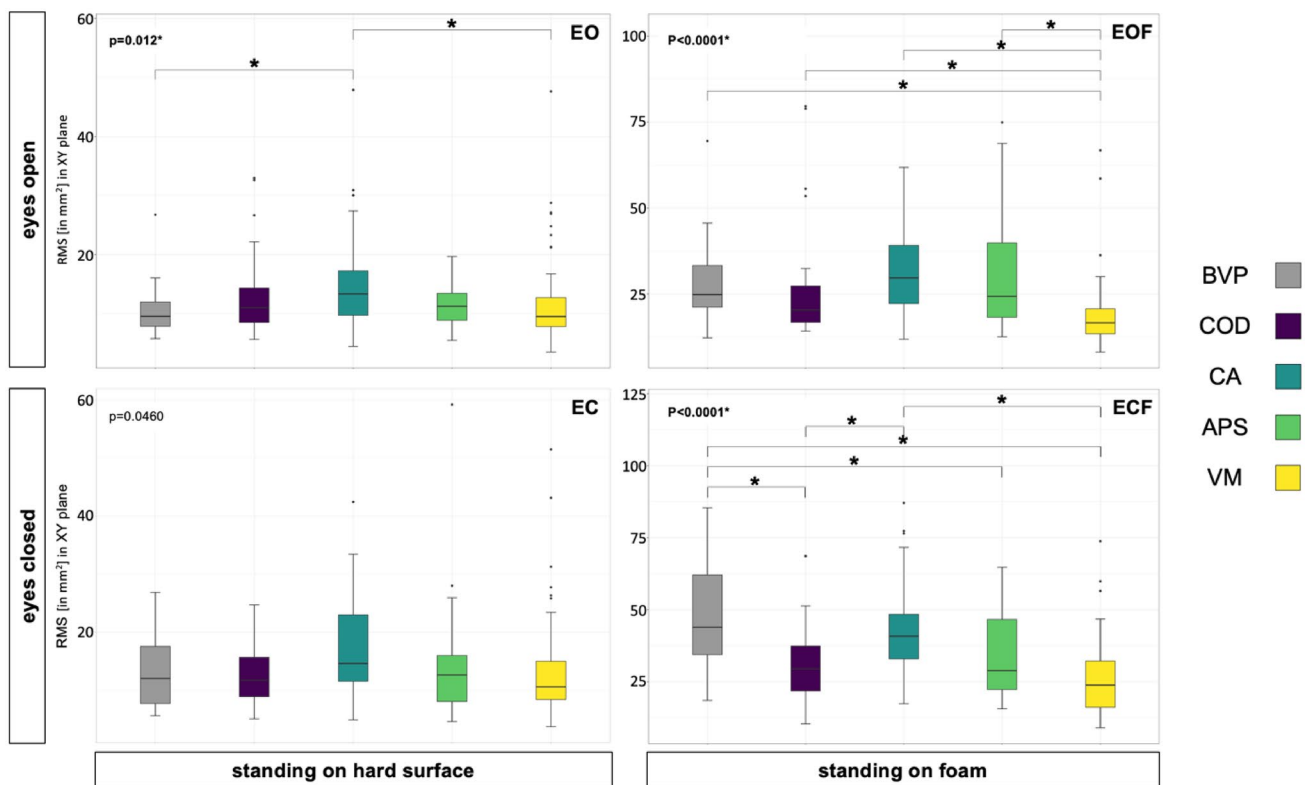 eyes open
RMS [in mm²] in XY plane
60
40
20
p=0.012*
*
*
EO
100
75
50
25
P<0.0001*
*
*
*
*
EOF
eyes closed
RMS [in mm²] in XY plane
60
40
20
p=0.0460
EC
125
100
75
50
25
P<0.0001*
*
*
*
*
*
ECF
BVP
COD
CA
APS
VM
standing on hard surface
standing on foam